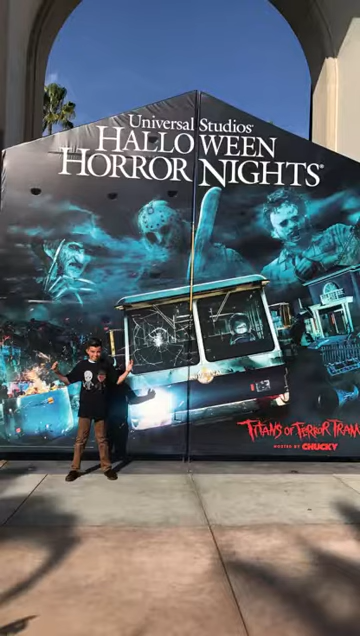 Universal Studios®
HALLOWEEN
HORROR NIGHTS®
TITANS OF TERROR TRAM
HOSTED BY CHUCKY